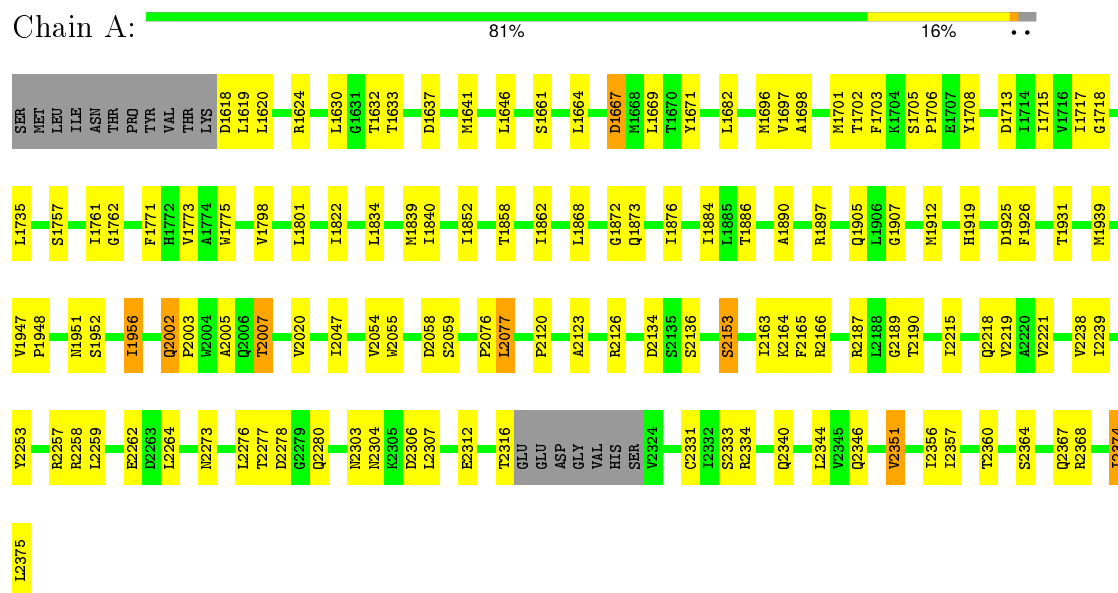 Chain A:
81% 16% • •
SER MET LEU ILE ASN THR PRO TYR VAL THR LYS D1618 L1619 L1620 R1624 L1630 G1631 T1632 T1633 D1637 M1641 L1646 S1661 L1664 D1667 M1668 L1669 T1670 Y1671 L1682 M1696 V1697 A1698 M1701 T1702 F1703 K1704 S1705 P1706 E1707 Y1708 D1713 I1714 I1715 V1716 I1717 G1718
L1735 S1757 I1761 G1762 F1771 H1772 V1773 A1774 W1775 V1798 L1801 I1822 L1834 M1839 I1840 I1852 T1858 I1862 L1868 G1872 Q1873 I1876 I1884 L1885 T1886 A1890 R1897 Q1905 L1906 G1907 M1912 H1919 D1925 F1926 T1931 M1939
V1947 P1948 N1951 S1952 I1956 Q2002 P2003 W2004 A2005 Q2006 T2007 V2020 I2047 V2054 W2055 D2058 S2059 P2076 L2077 P2120 A2123 R2126 D2134 S2135 S2136 S2153 I2163 K2164 F2165 R2166 R2187 L2188 G2189 T2190 I2215 Q2218 V2219 A2220 V2221 V2238 I2239
Y2253 R2257 R2258 L2259 E2262 D2263 L2264 N2273 L2276 T2277 D2278 G2279 Q2280 N2303 N2304 K2305 D2306 L2307 E2312 T2316 GLU GLU ASP GLY VAL HIS SER V2324 C2331 I2332 S2333 R2334 Q2340 L2344 V2345 Q2346 V2351 I2356 I2357 T2360 S2364 Q2367 R2368 I2374
L2375